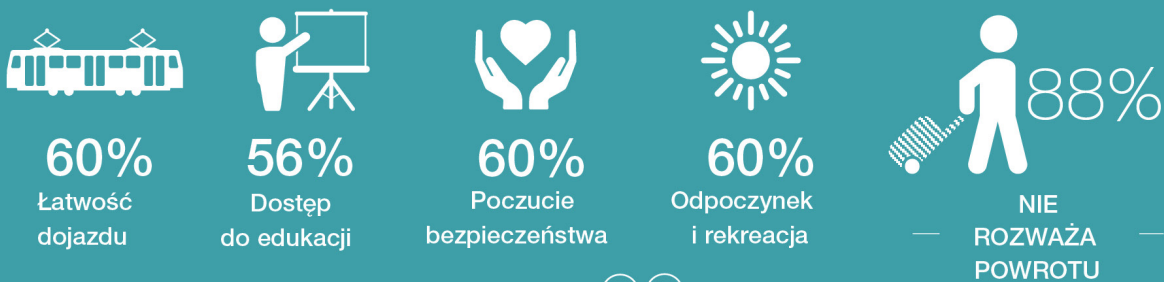 60%
Łatwość
dojazdu
56%
Dostęp
do edukacji
60%
Poczucie
bezpieczeństwa
60%
Odpoczynek
i rekreacja
88%
NIE
ROZWAŻA
POWROTU